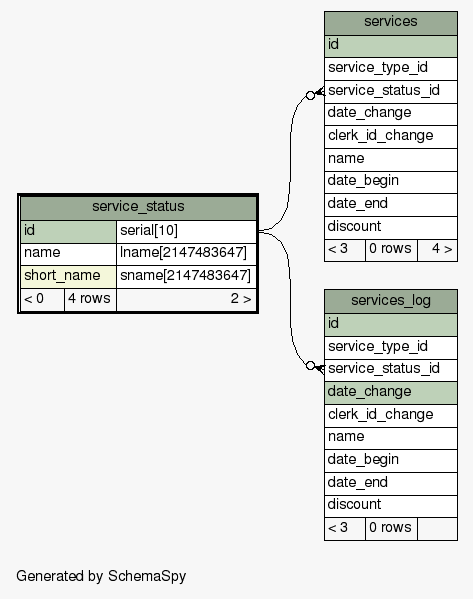 services
id
service_type_id
service_status_id
date_change
clerk_id_change
name
date_begin
date_end
discount
< 3 0 rows 4 >
service_status
id serial[10]
name lname[2147483647]
short_name sname[2147483647]
< 0 4 rows 2 >
services_log
id
service_type_id
service_status_id
date_change
clerk_id_change
name
date_begin
date_end
discount
< 3 0 rows
Generated by SchemaSpy